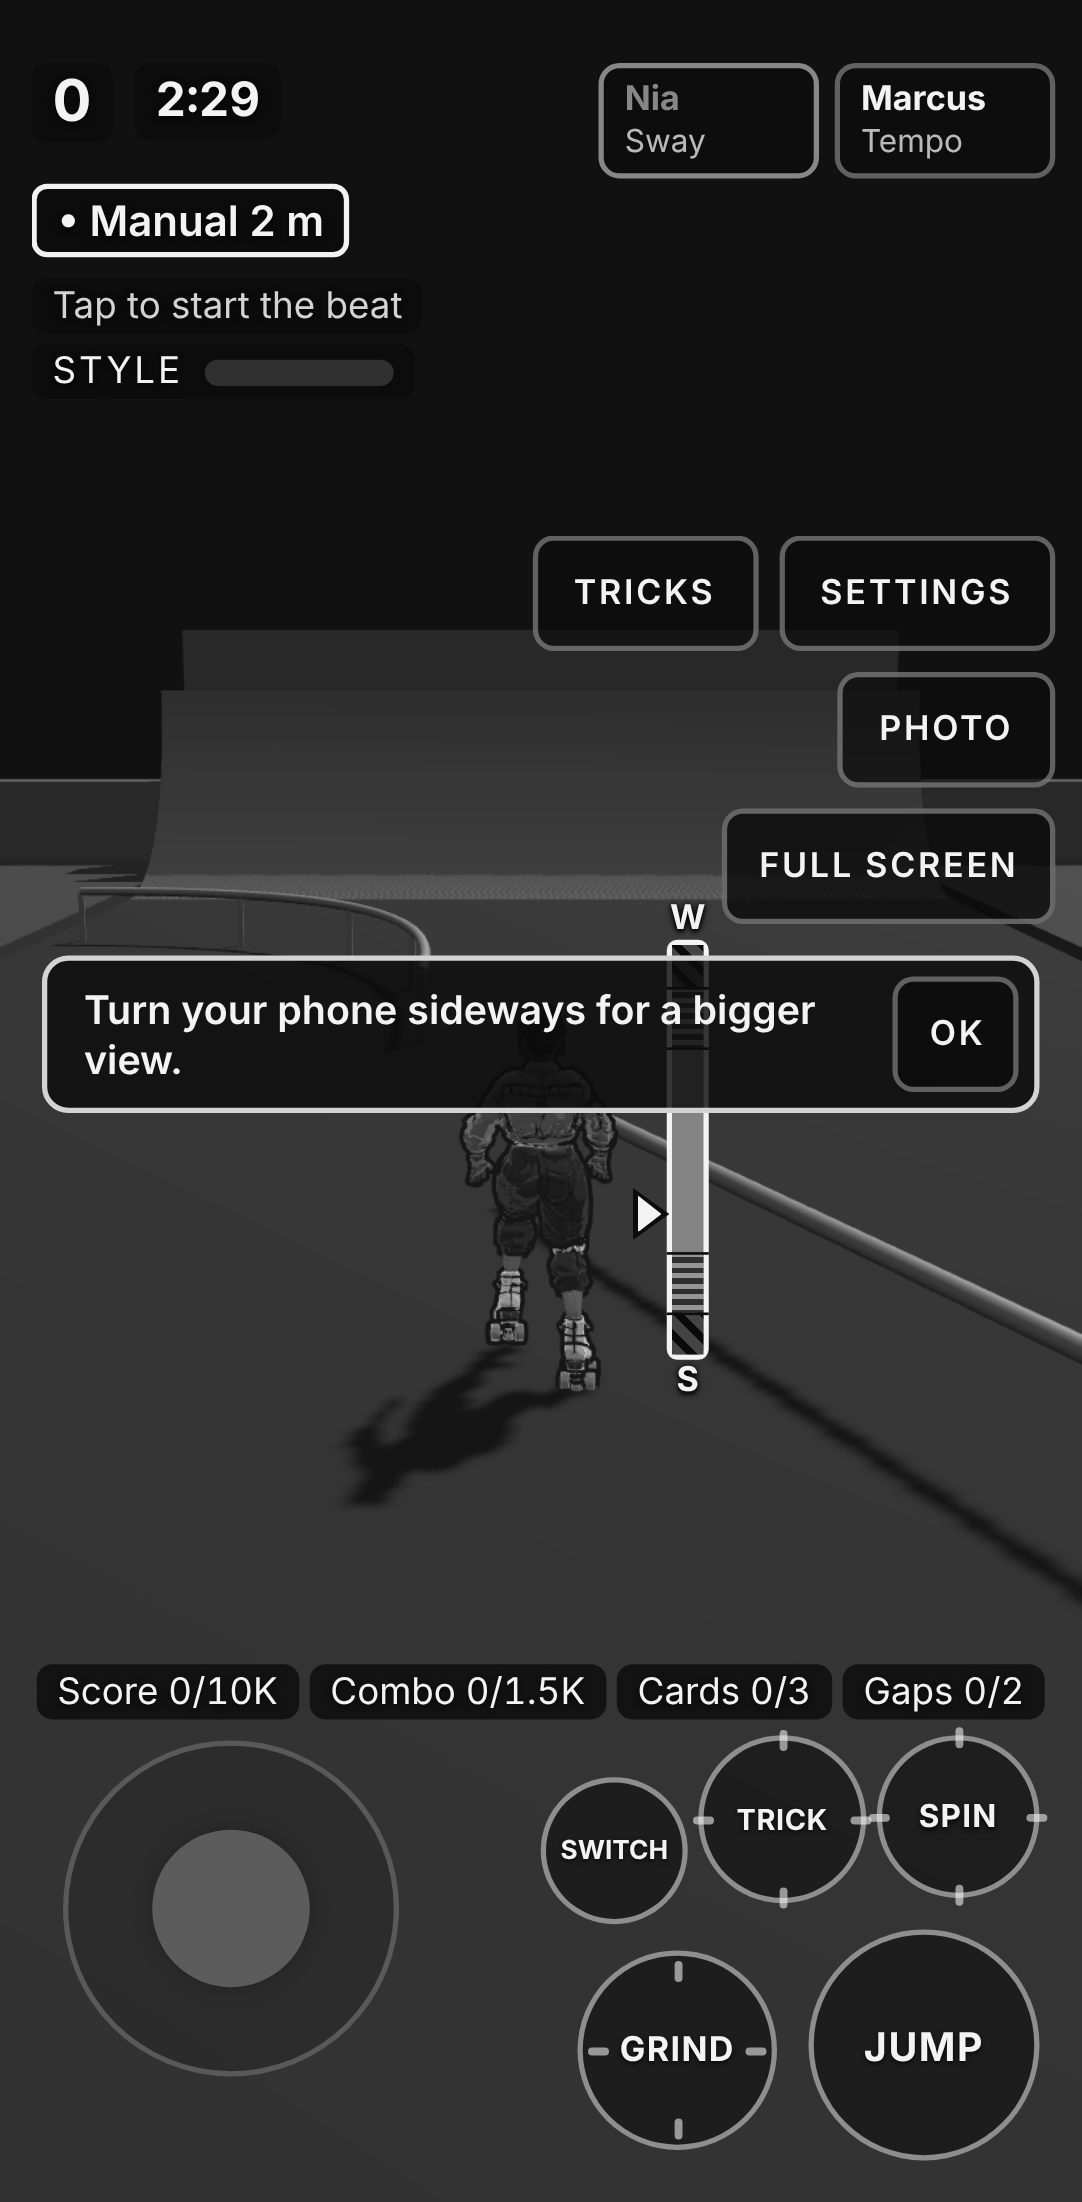 0
2:29
Nia
Sway
Marcus
Tempo
• Manual 2 m
Tap to start the beat
STYLE
TRICKS
SETTINGS
PHOTO
FULL SCREEN
W
Turn your phone sideways for a bigger
view.
OK
S
Score 0/10K
Combo 0/1.5K
Cards 0/3
Gaps 0/2
SWITCH
TRICK
SPIN
GRIND
JUMP